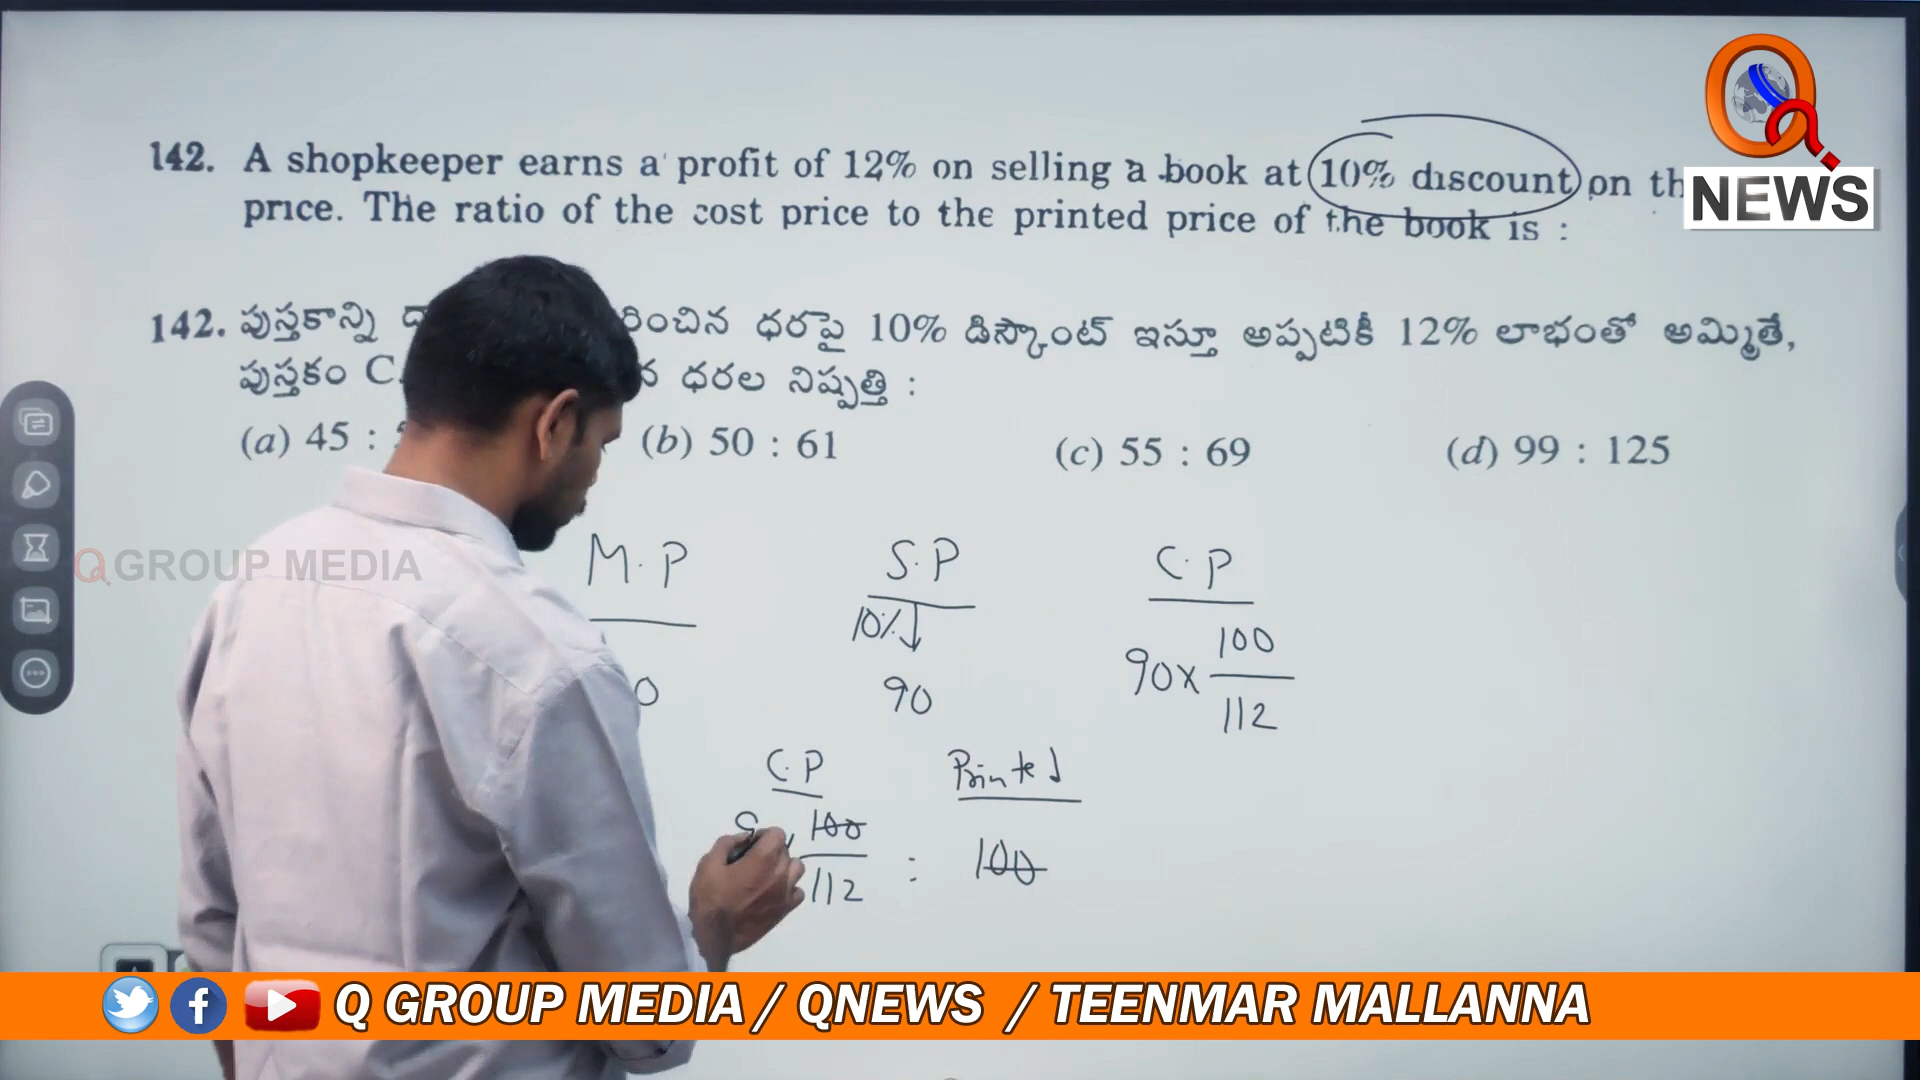 142. A shopkeeper earns a profit of 12% on selling a book at 10% discount on
price. The ratio of the cost price to the printed price of the book is :
142. పుస్తకాన్ని ధరపై 10% డిస్కౌంట్ ఇస్తూ అప్పటికీ 12% లాభంతో అమ్మితే,
పుస్తకం ధరల నిష్పత్తి :
(a) 45 : (b) 50 : 61 (c) 55 : 69 (d) 99 : 125
M.P S.P C.P
10%↓
90
90 x 100
112
C.P Printed
100 : 100
112
Q GROUP MEDIA
NEWS
Q GROUP MEDIA / QNEWS / TEENMAR MALLANNA